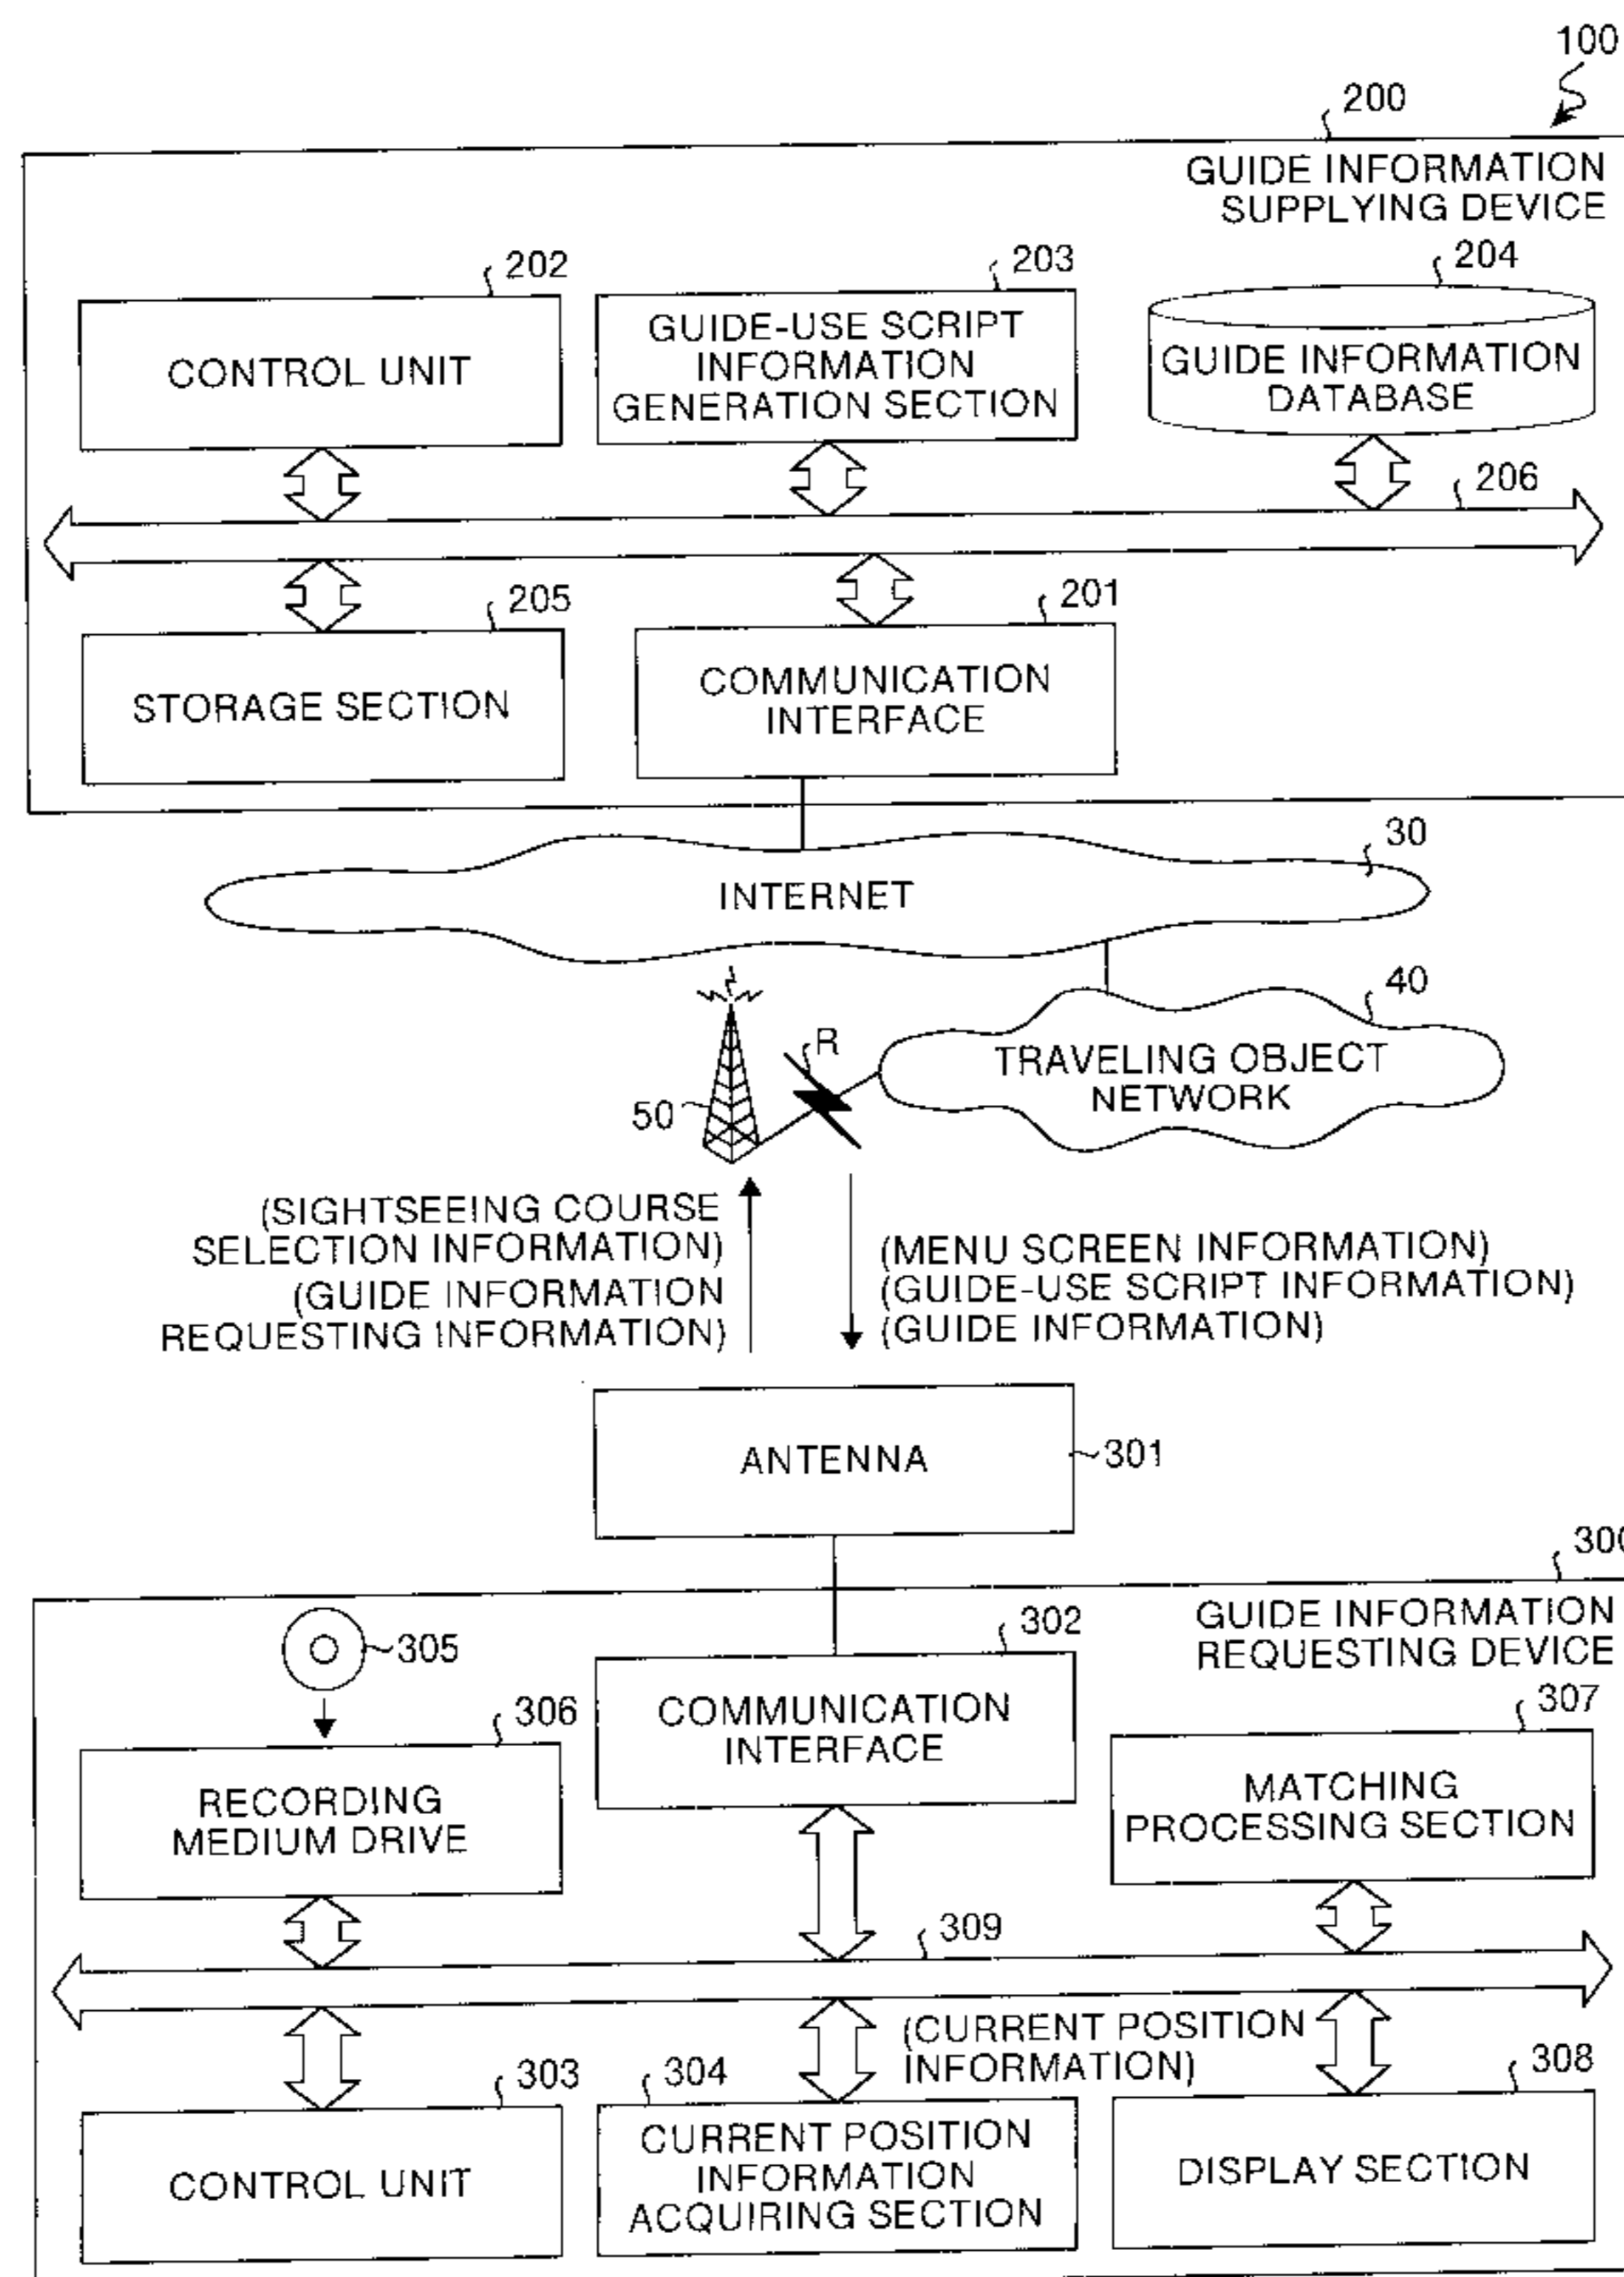 100
200
GUIDE INFORMATION
SUPPLYING DEVICE
202
203
204
CONTROL UNIT
GUIDE-USE SCRIPT
INFORMATION
GENERATION SECTION
GUIDE INFORMATION
DATABASE
206
205
201
STORAGE SECTION
COMMUNICATION
INTERFACE
30
INTERNET
40
R
TRAVELING OBJECT
NETWORK
50
(SIGHTSEEING COURSE
SELECTION INFORMATION)
(GUIDE INFORMATION
REQUESTING INFORMATION)
(MENU SCREEN INFORMATION)
(GUIDE-USE SCRIPT INFORMATION)
(GUIDE INFORMATION)
ANTENNA
301
300
GUIDE INFORMATION
REQUESTING DEVICE
305
302
306
307
COMMUNICATION
INTERFACE
RECORDING
MEDIUM DRIVE
MATCHING
PROCESSING SECTION
309
(CURRENT POSITION
INFORMATION)
303
304
308
CONTROL UNIT
CURRENT POSITION
INFORMATION
ACQUIRING SECTION
DISPLAY SECTION